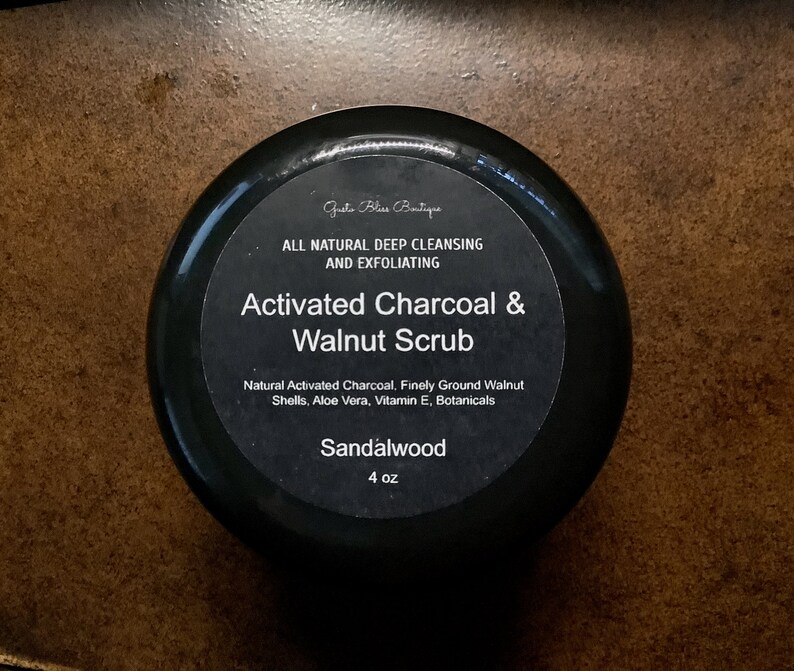 Gusto Bliss Boutique
ALL NATURAL DEEP CLEANSING
AND EXFOLIATING
Activated Charcoal &
Walnut Scrub
Natural Activated Charcoal, Finely Ground Walnut
Shells, Aloe Vera, Vitamin E, Botanicals
Sandalwood
4 oz